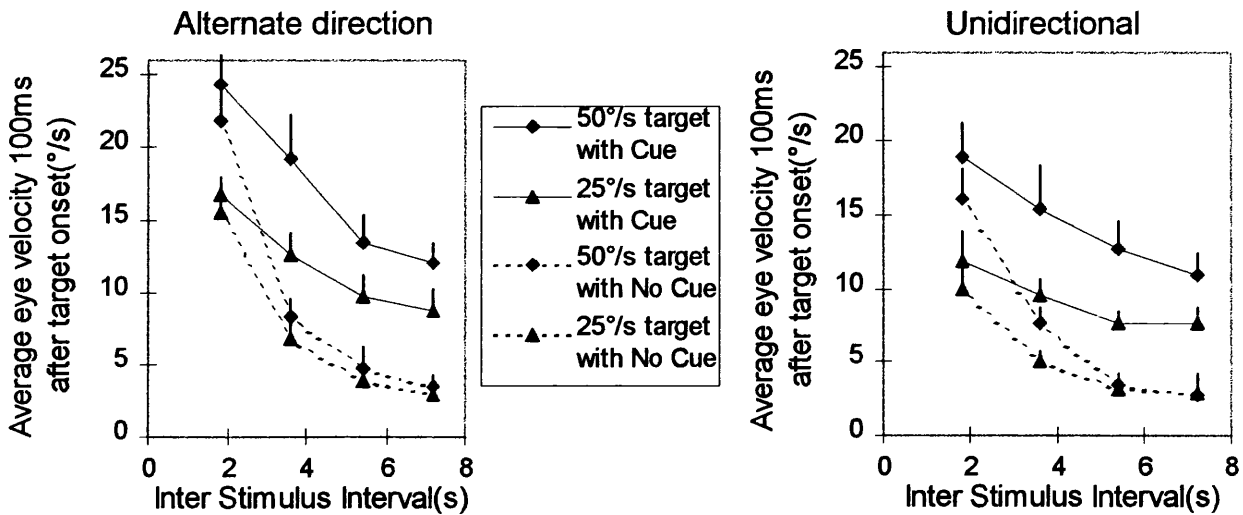 Alternate direction
Average eye velocity 100ms
after target onset(°/s)
25
20
15
10
5
0
0 2 4 6 8
Inter Stimulus Interval(s)
50°/s target
with Cue
25°/s target
with Cue
50°/s target
with No Cue
25°/s target
with No Cue
Unidirectional
Average eye velocity 100ms
after target onset(°/s)
25
20
15
10
5
0
0 2 4 6 8
Inter Stimulus Interval(s)